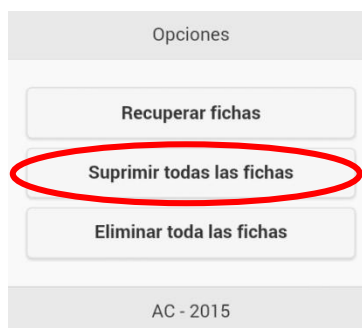 Opciones
Recuperar fichas
Suprimir todas las fichas
Eliminar toda las fichas
AC - 2015